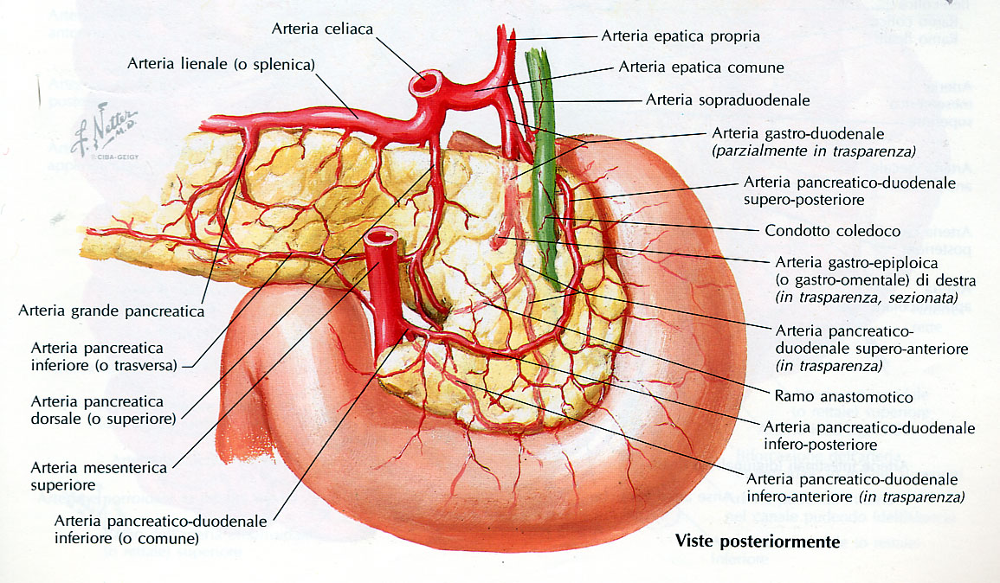 Arteria celiaca
Arteria lienale (o splenica)
Arteria epatica propria
Arteria epatica comune
Arteria sopraduodenale
Arteria gastro-duodenale
(parzialmente in trasparenza)
Arteria pancreatico-duodenale
supero-posteriore
Condotto coledoco
Arteria gastro-epiploica
(o gastro-omentale) di destra
(in trasparenza, sezionata)
Arteria pancreatico-
duodenale supero-anteriore
(in trasparenza)
Ramo anastomotico
Arteria pancreatico-duodenale
infero-posteriore
Arteria pancreatico-duodenale
infero-anteriore (in trasparenza)
Arteria grande pancreatica
Arteria pancreatica
inferiore (o trasversa)
Arteria pancreatica
dorsale (o superiore)
Arteria mesenterica
superiore
Arteria pancreatico-duodenale
inferiore (o comune)
Viste posteriormente
F. Netter
M.D.
©CIBA-GEIGY